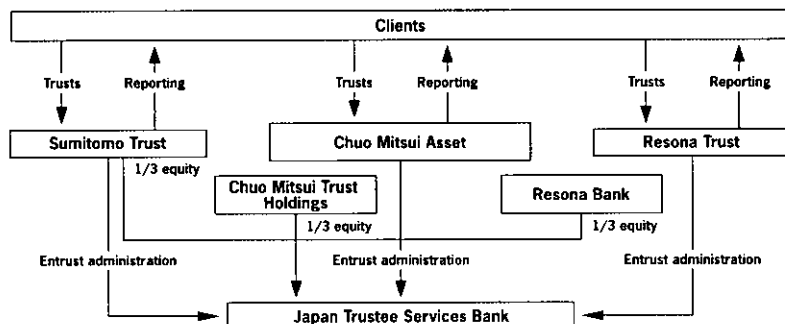 Clients
Trusts
Reporting
Trusts
Reporting
Trusts
Reporting
Sumitomo Trust
Chuo Mitsui Asset
Resona Trust
1/3 equity
Chuo Mitsui Trust
Holdings
Resona Bank
1/3 equity
1/3 equity
Entrust administration
Entrust administration
Entrust administration
Japan Trustee Services Bank